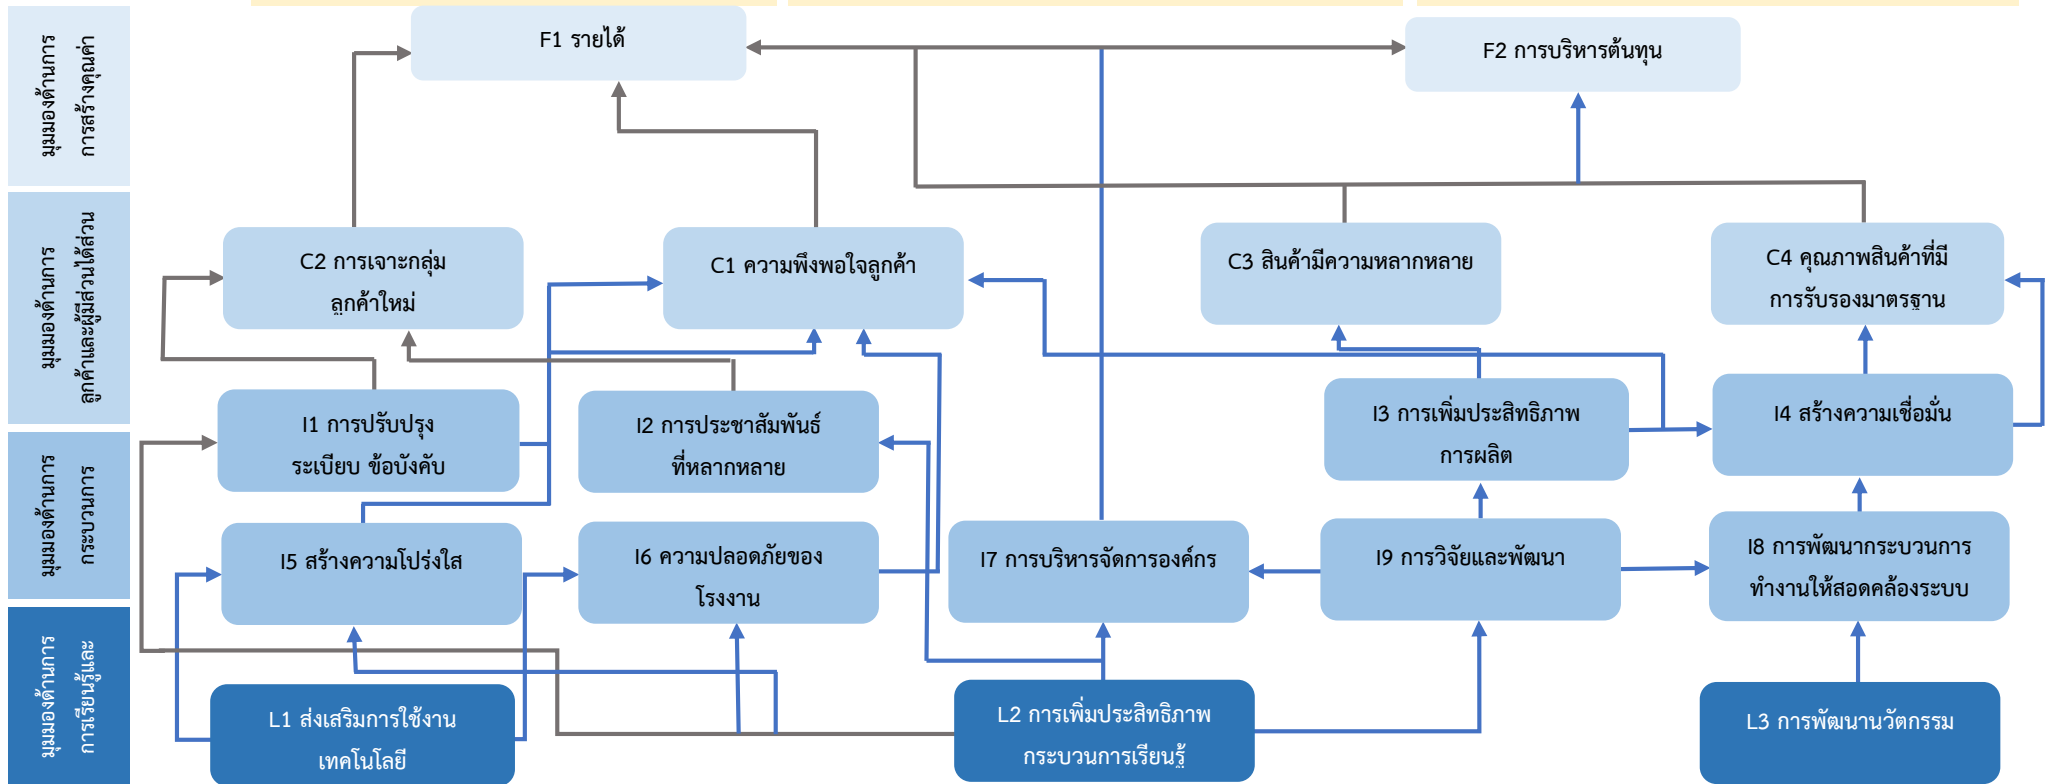 มุมมองด้านการ
การสร้างคุณค่า
F1 รายได้
F2 การบริหารต้นทุน
มุมมองด้านการ
ลูกค้าและผู้มีส่วนได้ส่วน
C2 การเจาะกลุ่ม
ลูกค้าใหม่
C1 ความพึงพอใจลูกค้า
C3 สินค้ามีความหลากหลาย
C4 คุณภาพสินค้าที่มี
การรับรองมาตรฐาน
มุมมองด้านการ
กระบวนการ
I1 การปรับปรุง
ระเบียบ ข้อบังคับ
I2 การประชาสัมพันธ์
ที่หลากหลาย
I3 การเพิ่มประสิทธิภาพ
การผลิต
I4 สร้างความเชื่อมั่น
I5 สร้างความโปร่งใส
I6 ความปลอดภัยของ
โรงงาน
I7 การบริหารจัดการองค์กร
I9 การวิจัยและพัฒนา
I8 การพัฒนากระบวนการ
ทำงานให้สอดคล้องระบบ
มุมมองด้านการ
การเรียนรู้และ
L1 ส่งเสริมการใช้งาน
เทคโนโลยี
L2 การเพิ่มประสิทธิภาพ
กระบวนการเรียนรู้
L3 การพัฒนานวัตกรรม